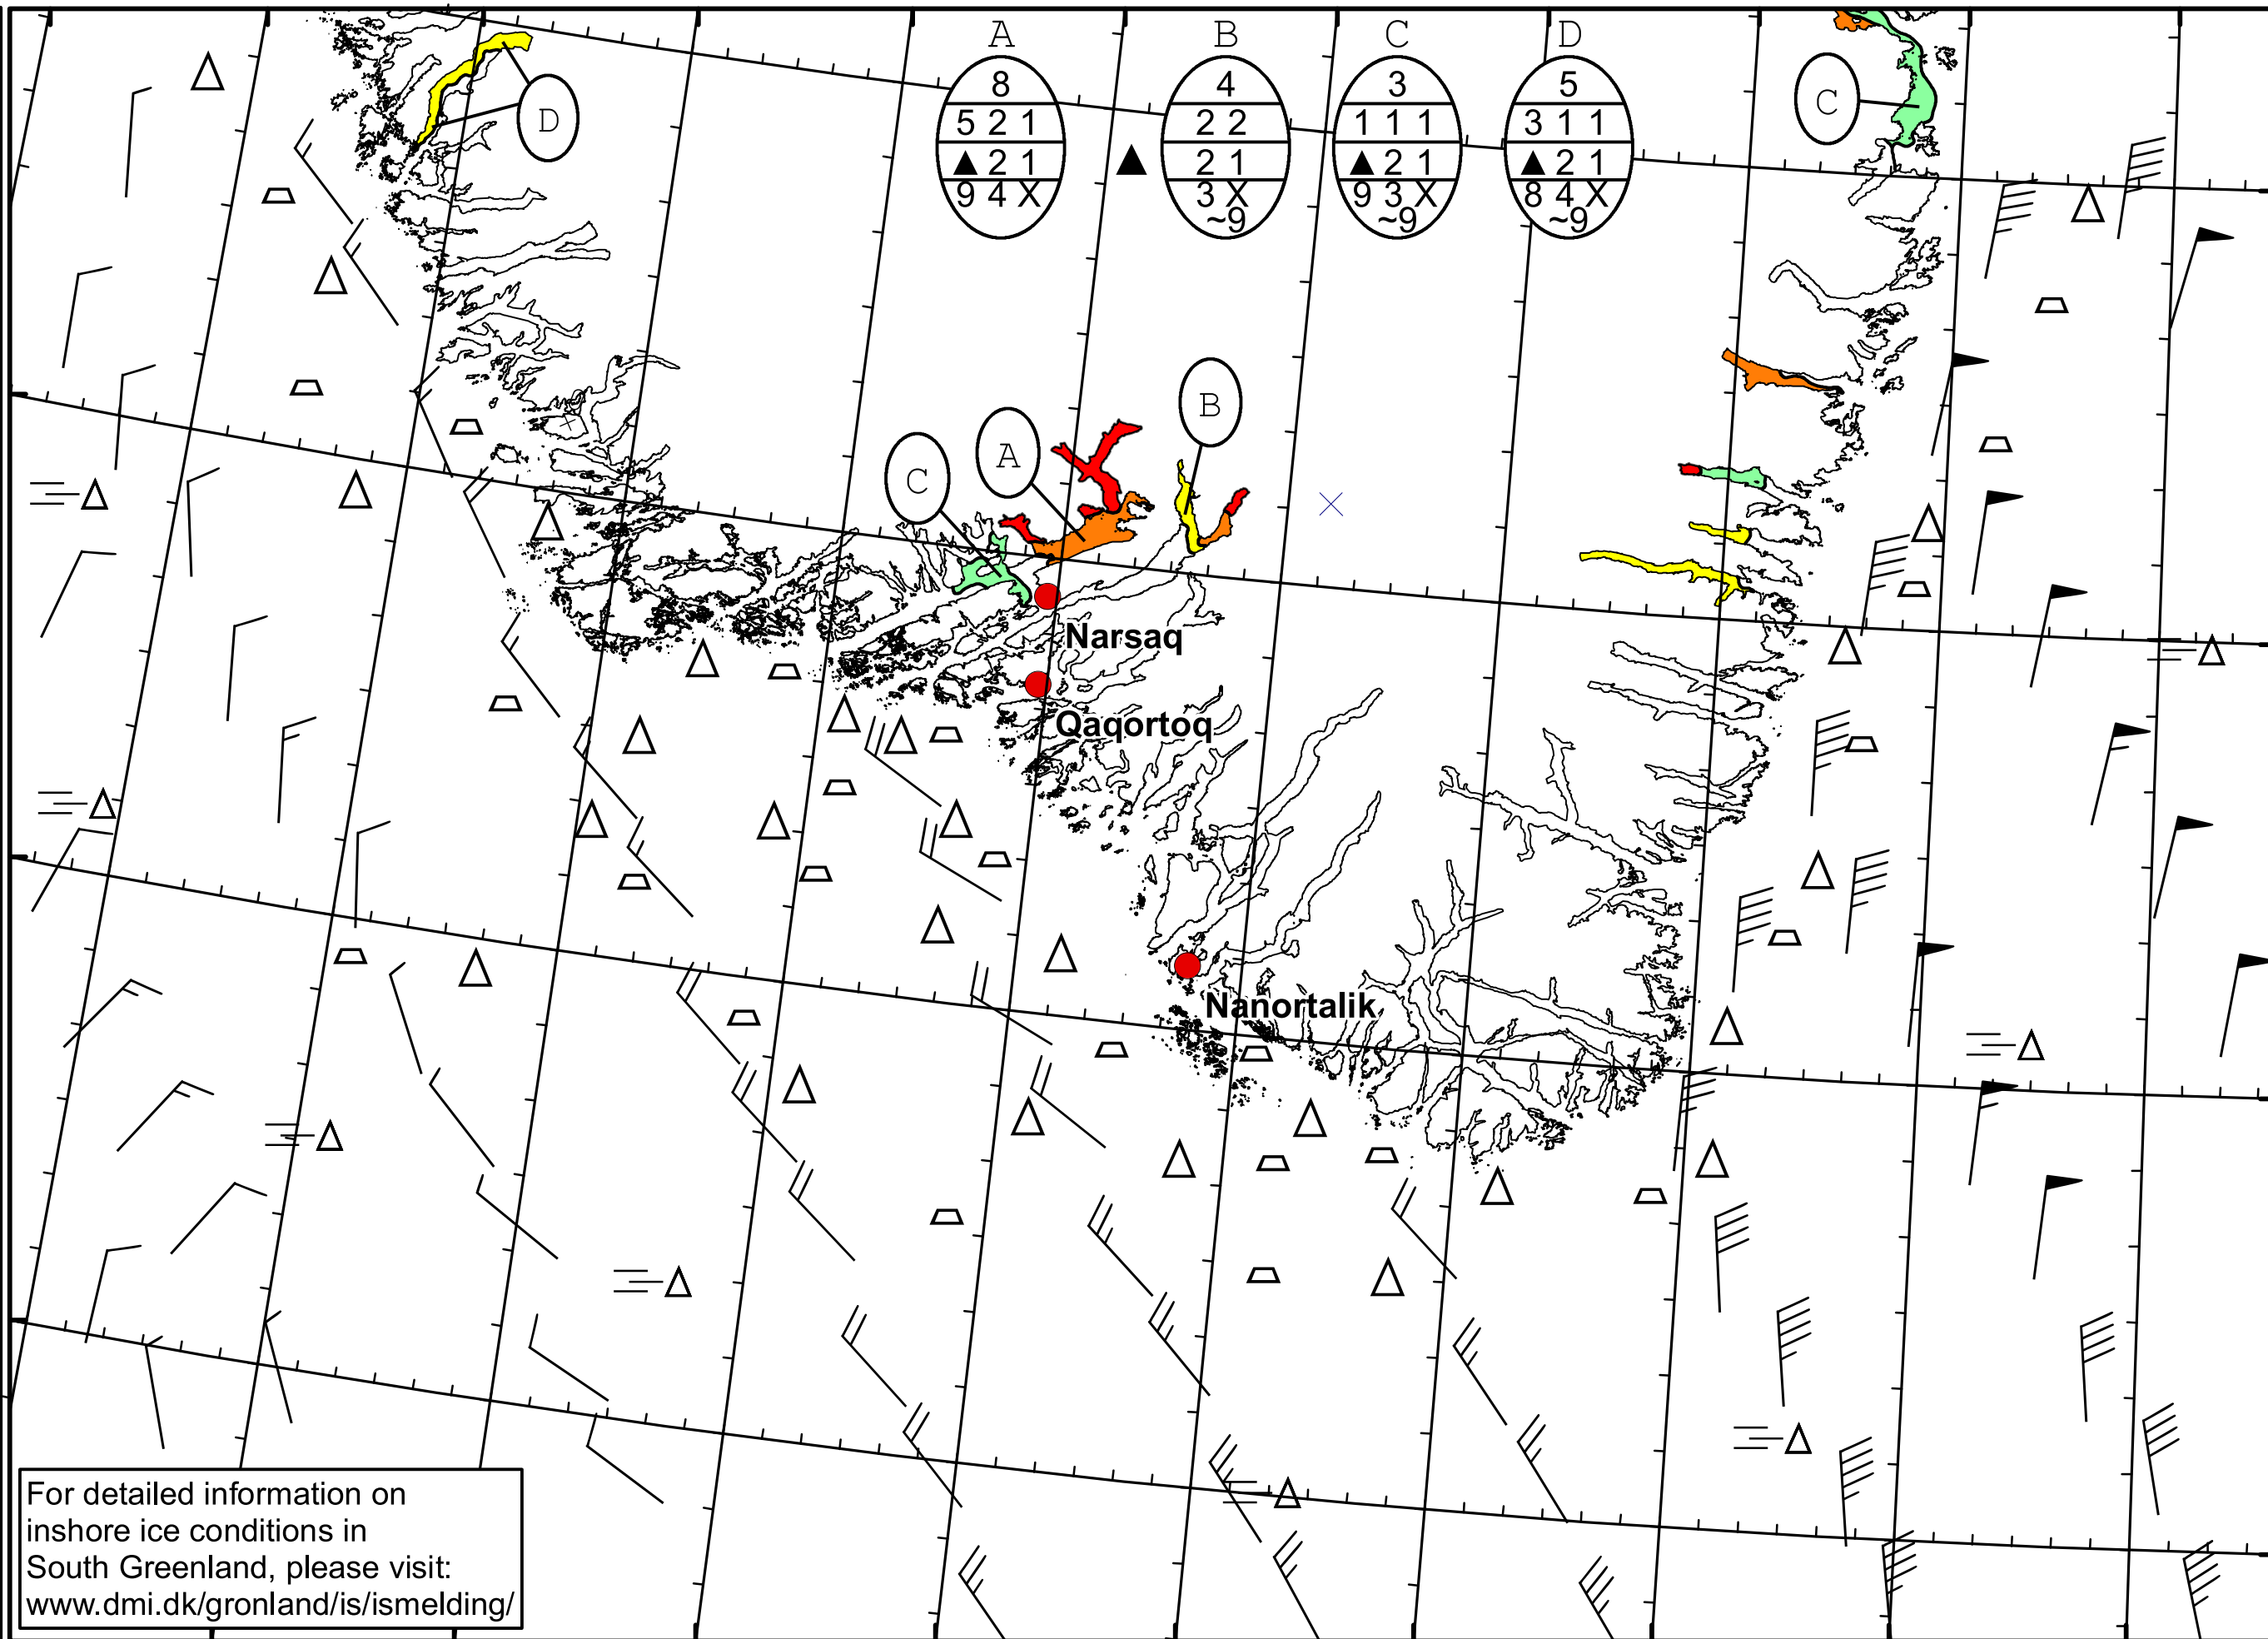 A B C D
8 4 3 5
5 2 1 2 2 1 1 1 3 1 1
▲ 2 1 ▲ 2 1 ▲ 2 1 ▲ 2 1
9 4 X 3 X 9 3 X 8 4 X
~9 ~9 ~9
D
C
B
A
C
Narsaq
Qaqortoq
Nanortalik
For detailed information on
inshore ice conditions in
South Greenland, please visit:
www.dmi.dk/gronland/is/ismelding/